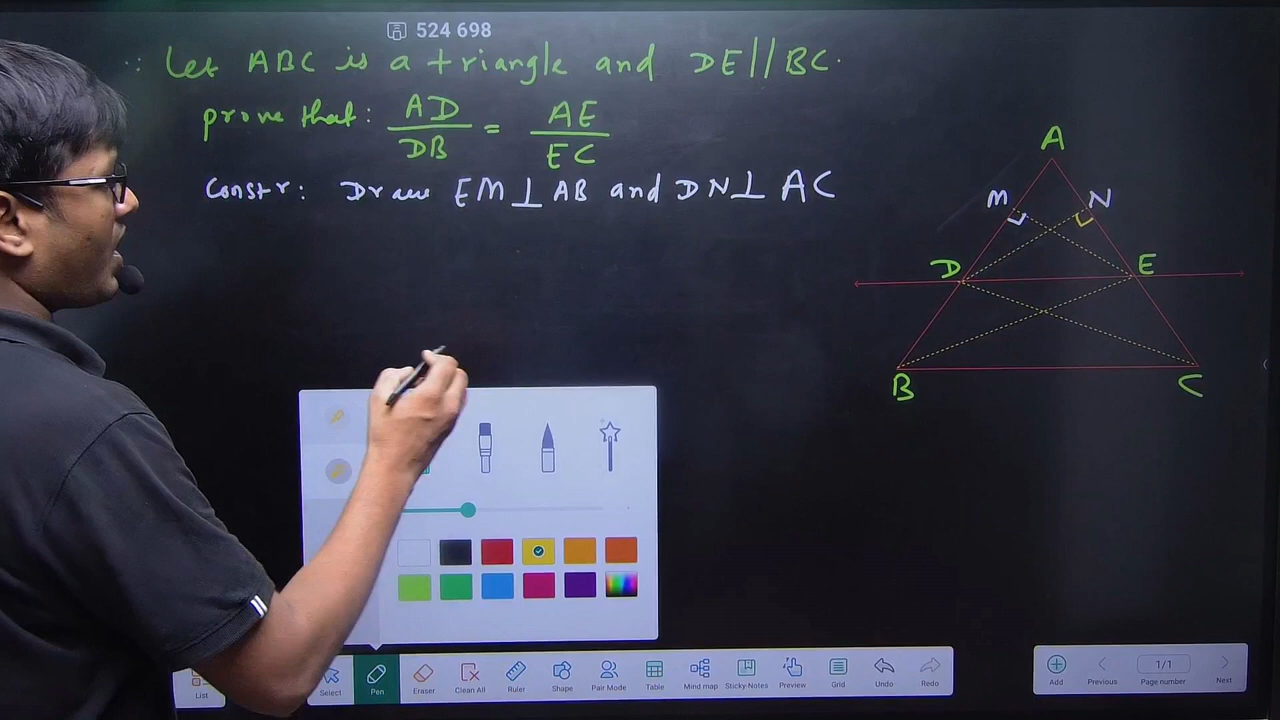 524 698
∵ Let ABC is a triangle and DE//BC.
prove that: AD/DB = AE/EC
Constr: Draw EM⊥AB and DN⊥AC
A
M N
D E
B C
List Select Pen Eraser Clean All Ruler Shape Pair Mode Table Mind map Sticky-Notes Preview Grid Undo Redo
Add Previous 1/1 Page number Next